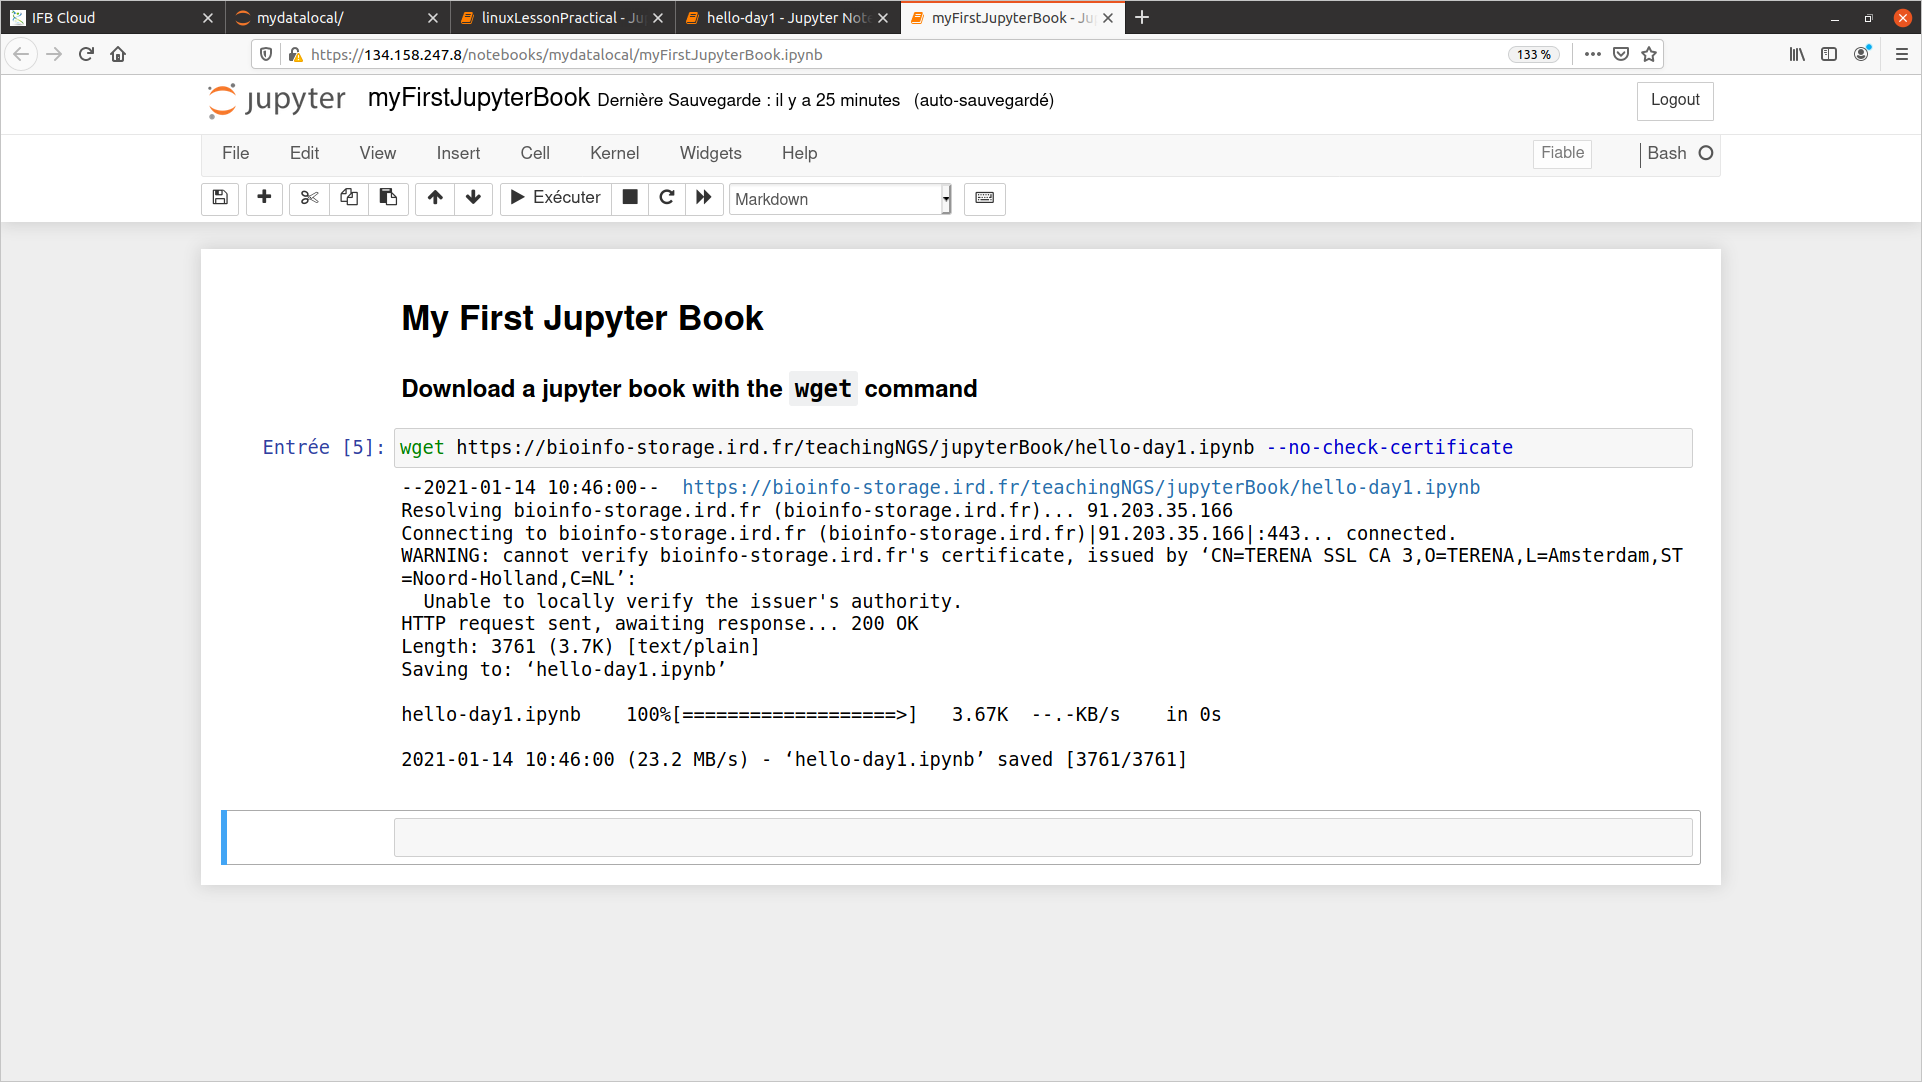 IFB Cloud
mydatalocal/
linuxLessonPractical - Ju
hello-day1 - Jupyter Not
myFirstJupyterBook - Ju
https://134.158.247.8/notebooks/mydatalocal/myFirstJupyterBook.ipynb
133 %
jupyter myFirstJupyterBook Dernière Sauvegarde : il y a 25 minutes (auto-sauvegardé)
Logout
File Edit View Insert Cell Kernel Widgets Help
Fiable
Bash
Exécuter
Markdown
My First Jupyter Book
Download a jupyter book with the wget command
Entrée [5]: wget https://bioinfo-storage.ird.fr/teachingNGS/jupyterBook/hello-day1.ipynb --no-check-certificate
--2021-01-14 10:46:00-- https://bioinfo-storage.ird.fr/teachingNGS/jupyterBook/hello-day1.ipynb
Resolving bioinfo-storage.ird.fr (bioinfo-storage.ird.fr)... 91.203.35.166
Connecting to bioinfo-storage.ird.fr (bioinfo-storage.ird.fr)|91.203.35.166|:443... connected.
WARNING: cannot verify bioinfo-storage.ird.fr's certificate, issued by ‘CN=TERENA SSL CA 3,O=TERENA,L=Amsterdam,ST
=Noord-Holland,C=NL’:
Unable to locally verify the issuer's authority.
HTTP request sent, awaiting response... 200 OK
Length: 3761 (3.7K) [text/plain]
Saving to: ‘hello-day1.ipynb’
hello-day1.ipynb 100%[===================>] 3.67K --.-KB/s in 0s
2021-01-14 10:46:00 (23.2 MB/s) - ‘hello-day1.ipynb’ saved [3761/3761]